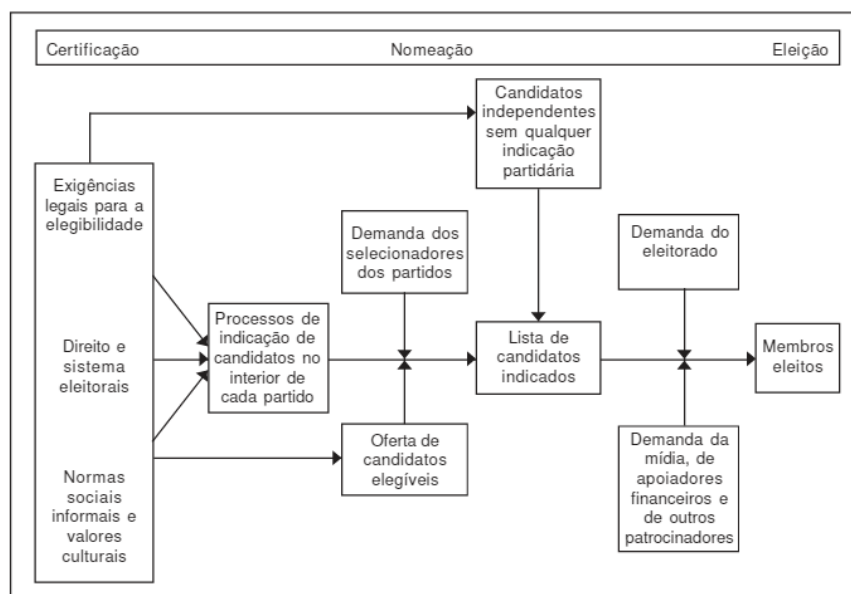 Certificação Nomeação Eleição
Candidatos
independentes
sem qualquer
indicação
partidária
Exigências
legais para a
elegibilidade
Demanda dos
selecionadores
dos partidos
Demanda do
eleitorado
Processos de
indicação de
candidatos no
interior de
cada partido
Lista de
candidatos
indicados
Direito e
sistema
eleitorais
Membros
eleitos
Oferta de
candidatos
elegíveis
Demanda da
mídia, de
apoiadores
financeiros e
de outros
patrocinadores
Normas
sociais
informais e
valores
culturais